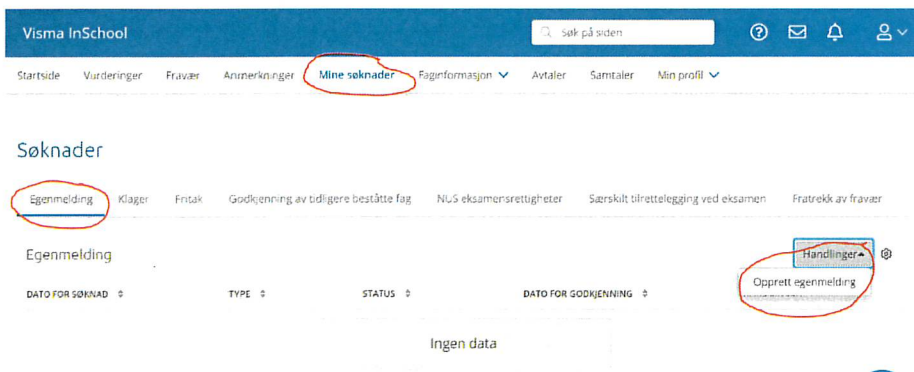 Visma InSchool
Søk på siden
Startside Vurderinger Fravær Anmerkninger Mine søknader Faginformasjon Avtaler Samtaler Min profil
Søknader
Egenmelding Klager Fritak Godkjenning av tidligere beståtte fag NUS eksamensrettigheter Særskilt tilrettelegging ved eksamen Fratrekk av fravær
Egenmelding Handlinger
Opprett egenmelding
DATO FOR SØKNAD TYPE STATUS DATO FOR GODKJENNING
Ingen data